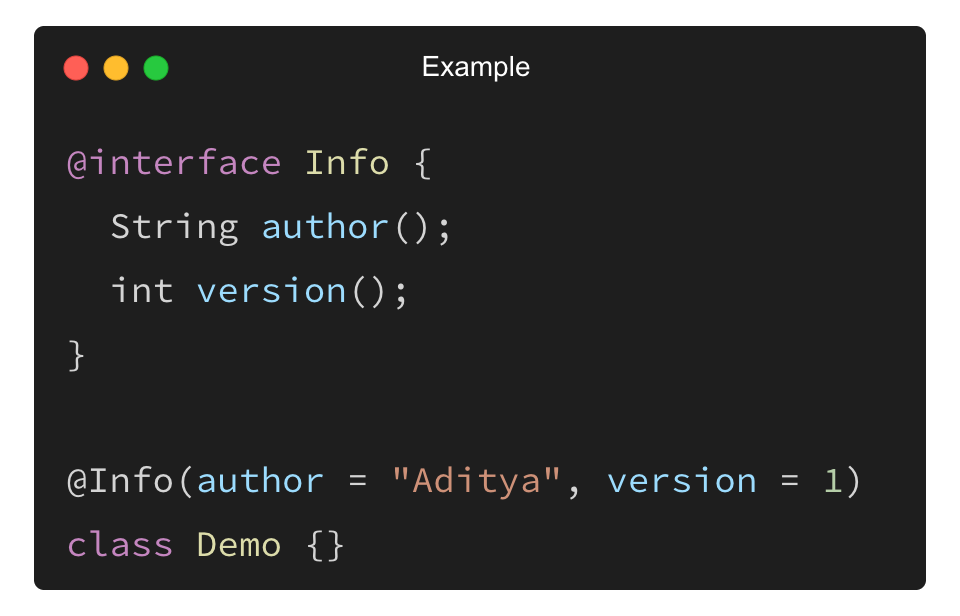 Example
@interface Info {
  String author();
  int version();
}
@Info(author = "Aditya", version = 1)
class Demo {}